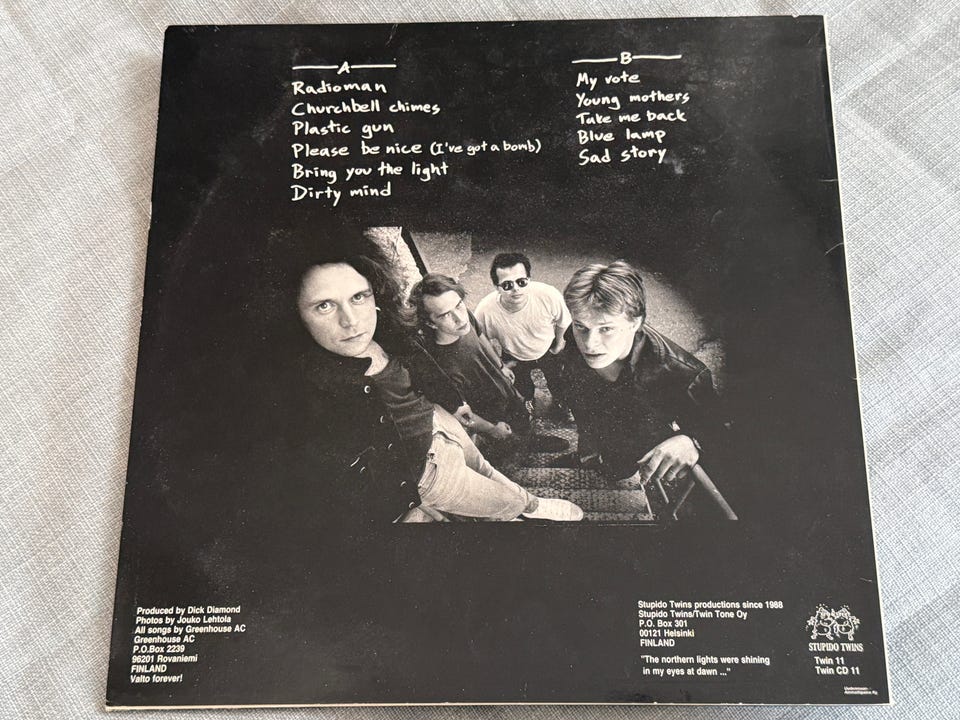 A
Radioman
Churchbell chimes
Plastic gun
Please be nice (I've got a bomb)
Bring you the light
Dirty mind
B
My vote
Young mothers
Take me back
Blue lamp
Sad story
Produced by Dick Diamond
Photos by Jouko Lehtola
All songs by Greenhouse AC
Greenhouse AC
P.O.Box 2239
96201 Rovaniemi
FINLAND
Valto forever!
Stupido Twins productions since 1988
Stupido Twins/Twin Tone Oy
P.O. Box 301
00121 Helsinki
FINLAND
"The northern lights were shining
in my eyes at dawn ..."
STUPIDO TWINS
Twin 11
Twin CD 11